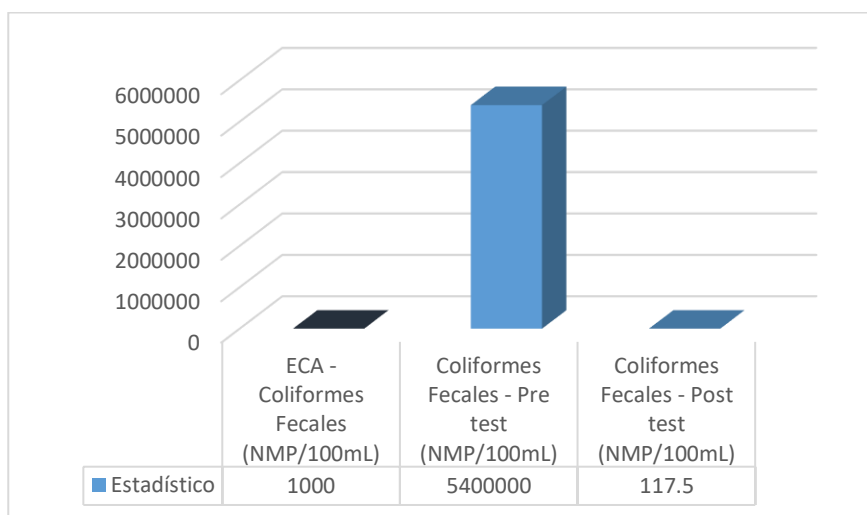 6000000
5000000
4000000
3000000
2000000
1000000
0
ECA -
Coliformes
Fecales
(NMP/100mL)
Coliformes
Fecales - Pre
test
(NMP/100mL)
Coliformes
Fecales - Post
test
(NMP/100mL)
Estadístico 1000 5400000 117.5